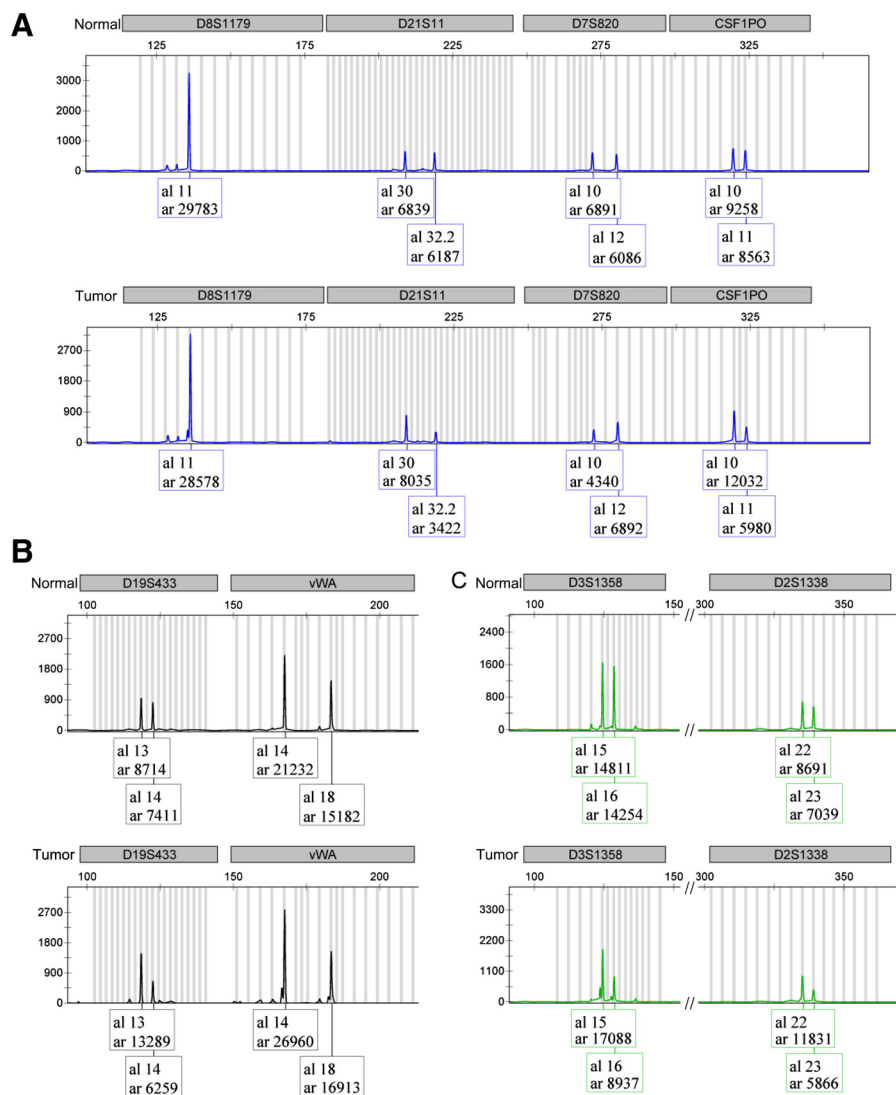 A
Normal D8S1179 D21S11 D7S820 CSF1PO
125 175 225 275 325
3000
2000
1000
0
al 11
ar 29783
al 30
ar 6839
al 32.2
ar 6187
al 10
ar 6891
al 12
ar 6086
al 10
ar 9258
al 11
ar 8563
Tumor D8S1179 D21S11 D7S820 CSF1PO
125 175 225 275 325
2700
1800
900
0
al 11
ar 28578
al 30
ar 8035
al 32.2
ar 3422
al 10
ar 4340
al 12
ar 6892
al 10
ar 12032
al 11
ar 5980
B
Normal D19S433 vWA
100 150 200
2700
1800
900
0
al 13
ar 8714
al 14
ar 7411
al 14
ar 21232
al 18
ar 15182
Tumor D19S433 vWA
100 150 200
2700
1800
900
0
al 13
ar 13289
al 14
ar 6259
al 14
ar 26960
al 18
ar 16913
C
Normal D3S1358 D2S1338
100 150 // 300 350
2400
1600
800
0
//
al 15
ar 14811
al 16
ar 14254
al 22
ar 8691
al 23
ar 7039
Tumor D3S1358 D2S1338
100 150 // 300 350
3300
2200
1100
0
//
al 15
ar 17088
al 16
ar 8937
al 22
ar 11831
al 23
ar 5866